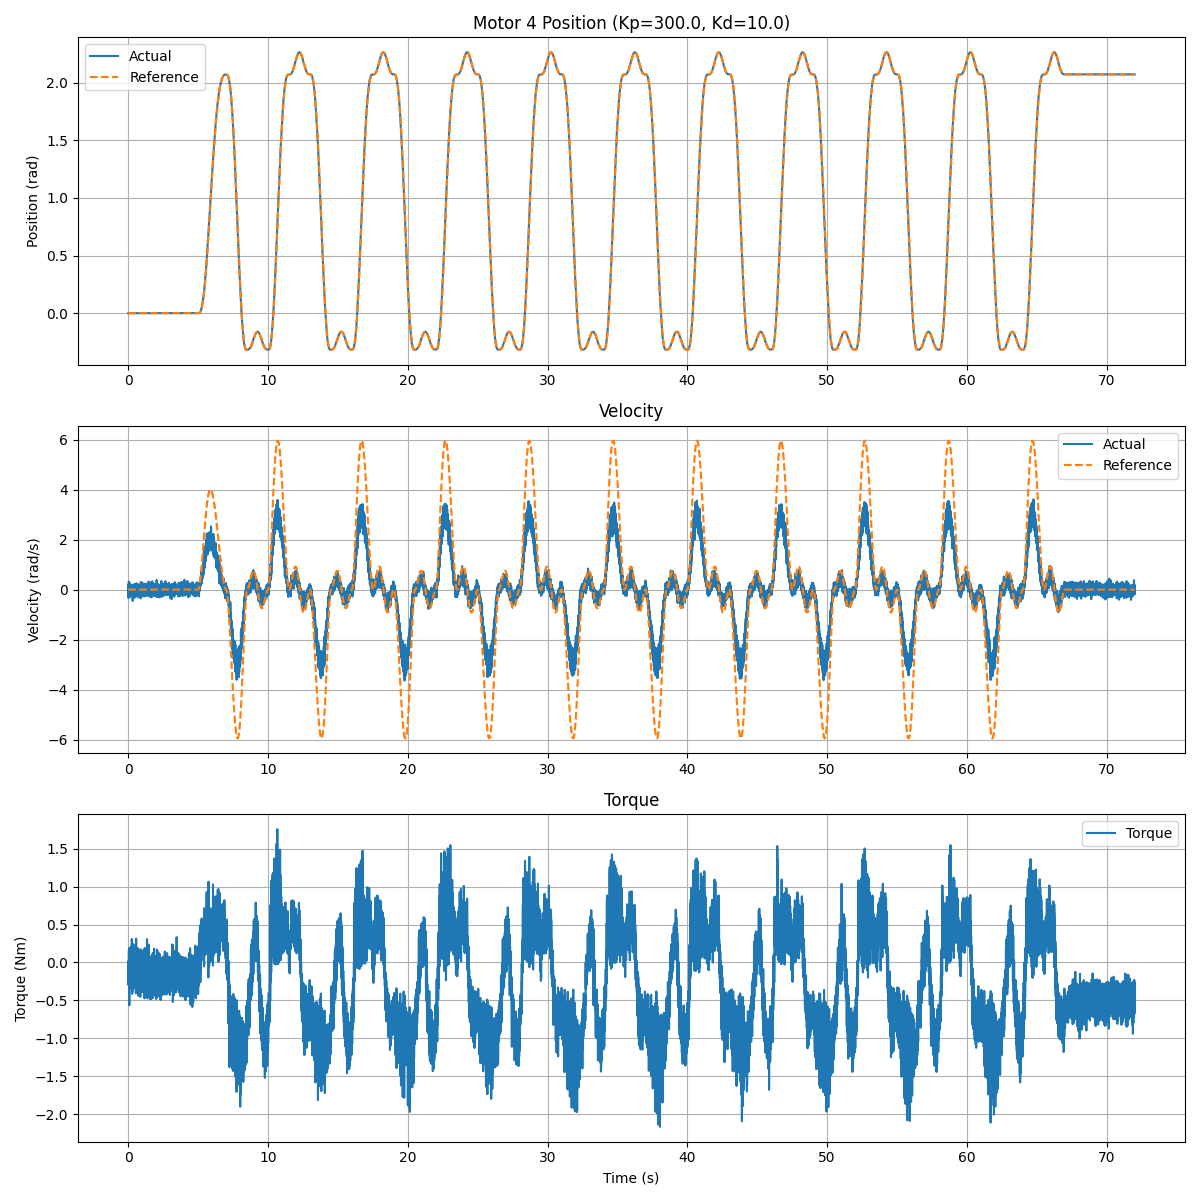 Motor 4 Position (Kp=300.0, Kd=10.0)
Actual
Reference
Position (rad)
2.0
1.5
1.0
0.5
0.0
0 10 20 30 40 50 60 70
Velocity
Actual
Reference
Velocity (rad/s)
6
4
2
0
−2
−4
−6
0 10 20 30 40 50 60 70
Torque
Torque
Torque (Nm)
1.5
1.0
0.5
0.0
−0.5
−1.0
−1.5
−2.0
0 10 20 30 40 50 60 70
Time (s)